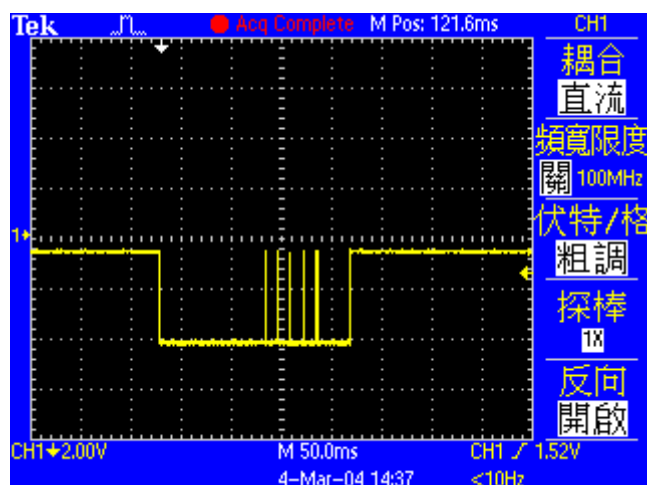 Tek Acq Complete M Pos: 121.6ms CH1
耦合
直流
頻寬限度
關 100MHz
伏特/格
粗調
探棒
1X
反向
開啟
1
CH1 2.00V M 50.0ms CH1 / 1.52V
4-Mar-04 14:37 <10Hz